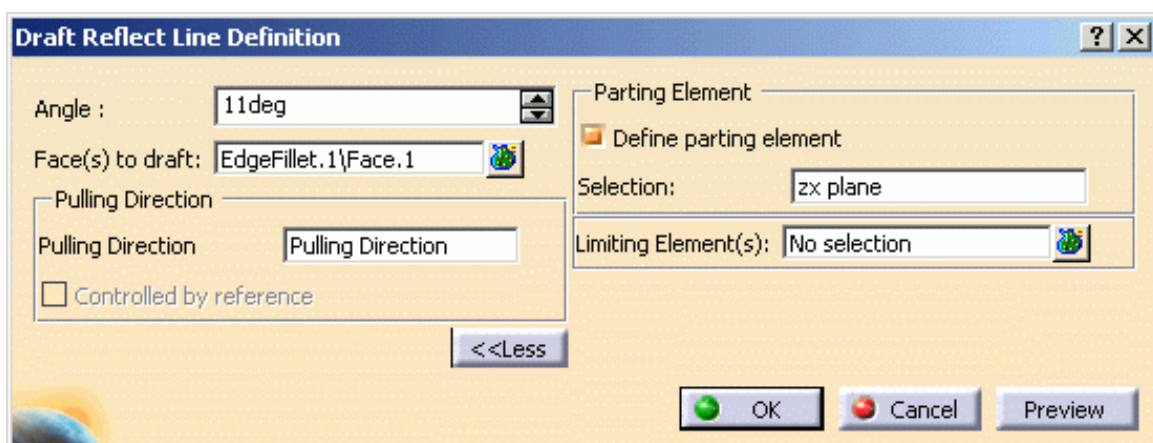 Draft Reflect Line Definition
? X
Angle : 11deg
Face(s) to draft: EdgeFillet.1\Face.1
Pulling Direction
Pulling Direction Pulling Direction
Controlled by reference
<<Less
Parting Element
Define parting element
Selection: zx plane
Limiting Element(s): No selection
OK Cancel Preview